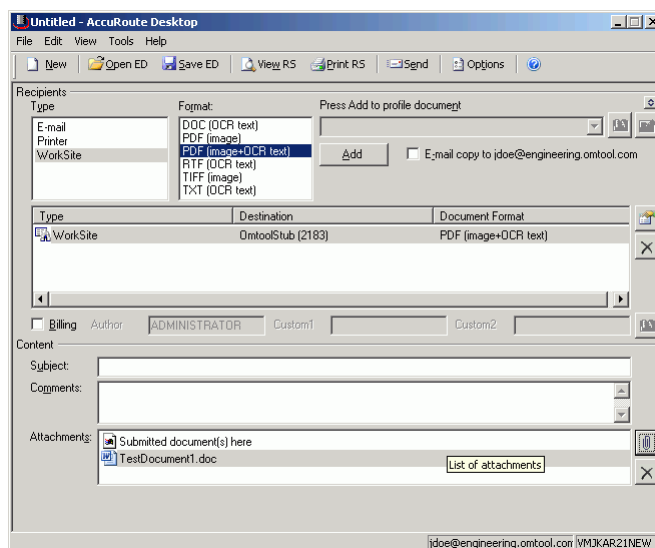 Untitled - AccuRoute Desktop
File Edit View Tools Help
New Open ED Save ED View RS Print RS Send Options
Recipients
Type Format: Press Add to profile document
E-mail
Printer
WorkSite
DOC (OCR text)
PDF (image)
PDF (image+OCR text)
RTF (OCR text)
TIFF (image)
TXT (OCR text)
Add E-mail copy to jdoe@engineering.omtool.com
Type Destination Document Format
WorkSite OmtoolStub (2183) PDF (image+OCR text)
Billing Author ADMINISTRATOR Custom1 Custom2
Content
Subject:
Comments:
Attachments: Submitted document(s) here
TestDocument1.doc
List of attachments
jdoe@engineering.omtool.com VMJKAR21NEW